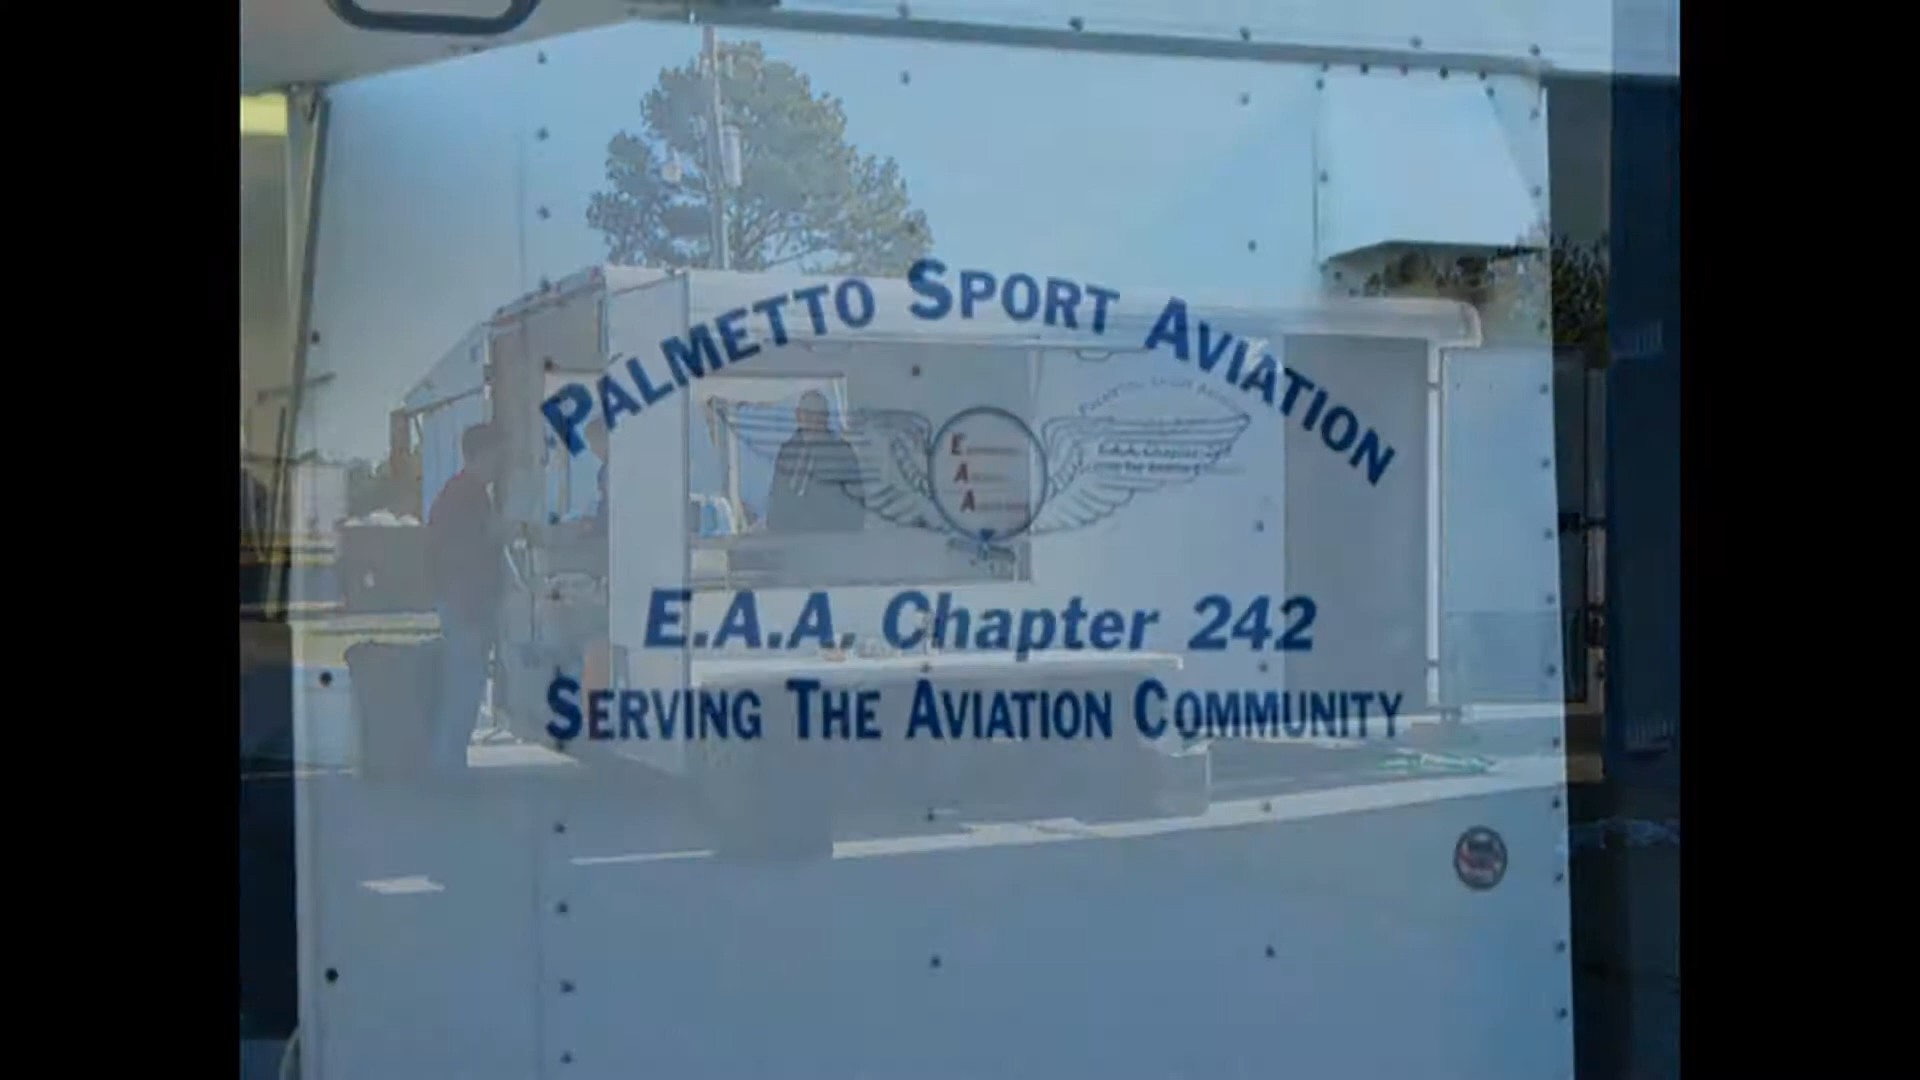 PALMETTO SPORT AVIATION
E
A
A
E.A.A. Chapter 242
SERVING THE AVIATION COMMUNITY